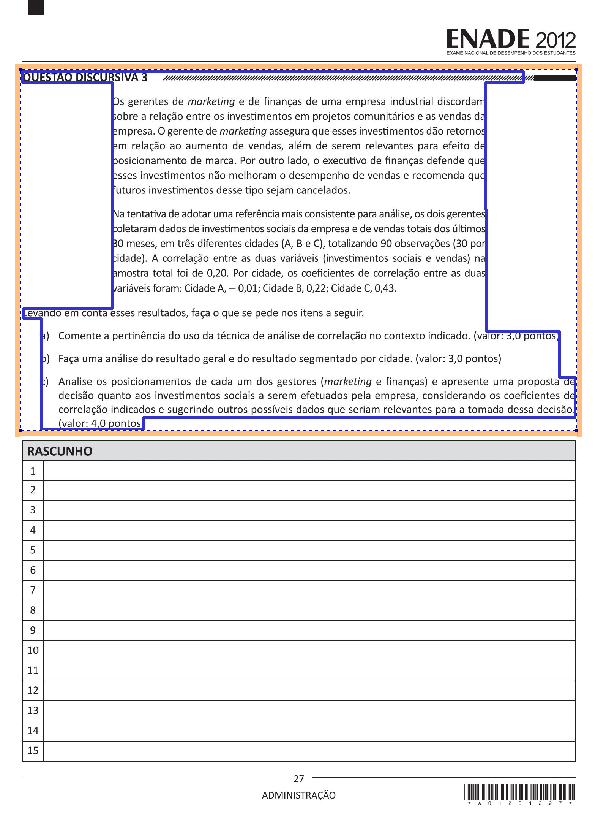 ENADE 2012
EXAME NACIONAL DE DESEMPENHO DOS ESTUDANTES
QUESTÃO DISCURSIVA 3
Os gerentes de marketing e de finanças de uma empresa industrial discordam
sobre a relação entre os investimentos em projetos comunitários e as vendas da
empresa. O gerente de marketing assegura que esses investimentos dão retornos
em relação ao aumento de vendas, além de serem relevantes para efeito de
posicionamento de marca. Por outro lado, o executivo de finanças defende que
esses investimentos não melhoram o desempenho de vendas e recomenda que
futuros investimentos desse tipo sejam cancelados.
Na tentativa de adotar uma referência mais consistente para análise, os dois gerentes
coletaram dados de investimentos sociais da empresa e de vendas totais dos últimos
30 meses, em três diferentes cidades (A, B e C), totalizando 90 observações (30 por
cidade). A correlação entre as duas variáveis (investimentos sociais e vendas) na
amostra total foi de 0,20. Por cidade, os coeficientes de correlação entre as duas
variáveis foram: Cidade A, – 0,01; Cidade B, 0,22; Cidade C, 0,43.
Levando em conta esses resultados, faça o que se pede nos itens a seguir.
a) Comente a pertinência do uso da técnica de análise de correlação no contexto indicado. (valor: 3,0 pontos)
b) Faça uma análise do resultado geral e do resultado segmentado por cidade. (valor: 3,0 pontos)
c) Analise os posicionamentos de cada um dos gestores (marketing e finanças) e apresente uma proposta de
decisão quanto aos investimentos sociais a serem efetuados pela empresa, considerando os coeficientes de
correlação indicados e sugerindo outros possíveis dados que seriam relevantes para a tomada dessa decisão.
(valor: 4,0 pontos)
RASCUNHO
1
2
3
4
5
6
7
8
9
10
11
12
13
14
15
27
ADMINISTRAÇÃO